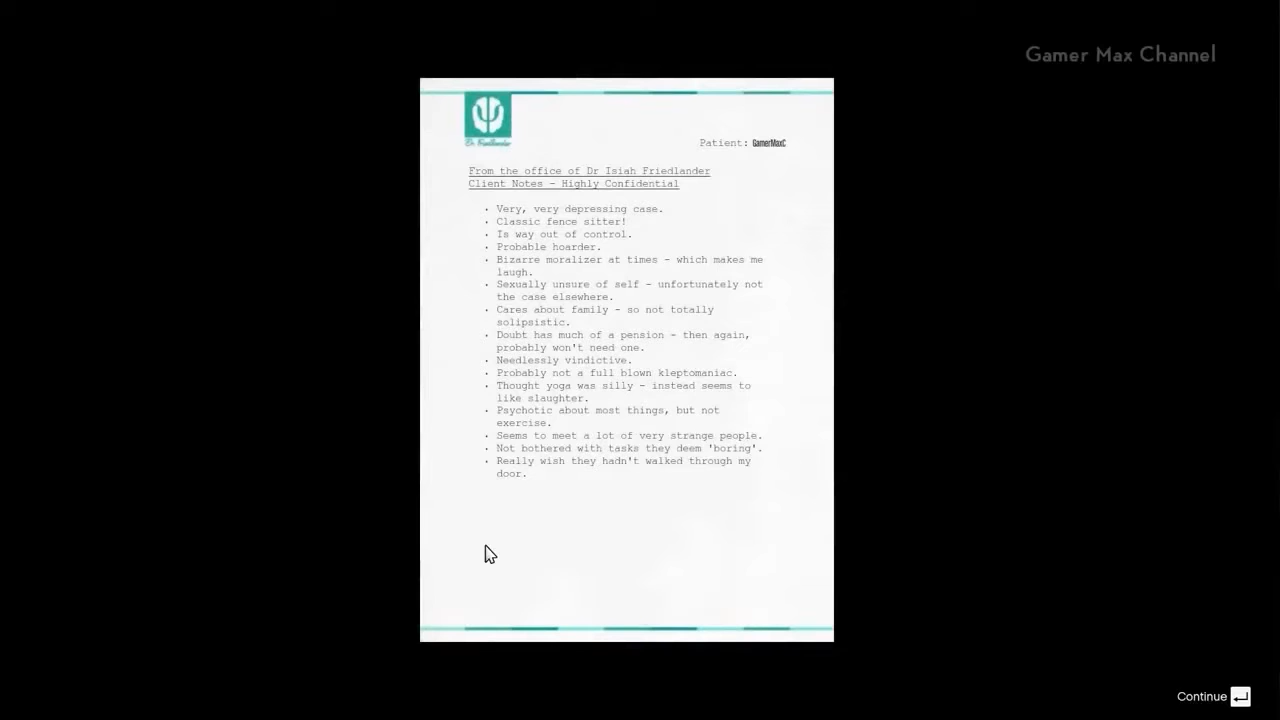 Gamer Max Channel
Dr. Friedlander
Patient: GamerMaxC
From the office of Dr Isiah Friedlander
Client Notes - Highly Confidential
· Very, very depressing case.
· Classic fence sitter!
· Is way out of control.
· Probable hoarder.
· Bizarre moralizer at times - which makes me
laugh.
· Sexually unsure of self - unfortunately not
the case elsewhere.
· Cares about family - so not totally
solipsistic.
· Doubt has much of a pension - then again,
probably won't need one.
· Needlessly vindictive.
· Probably not a full blown kleptomaniac.
· Thought yoga was silly - instead seems to
like slaughter.
· Psychotic about most things, but not
exercise.
· Seems to meet a lot of very strange people.
· Not bothered with tasks they deem 'boring'.
· Really wish they hadn't walked through my
door.
Continue